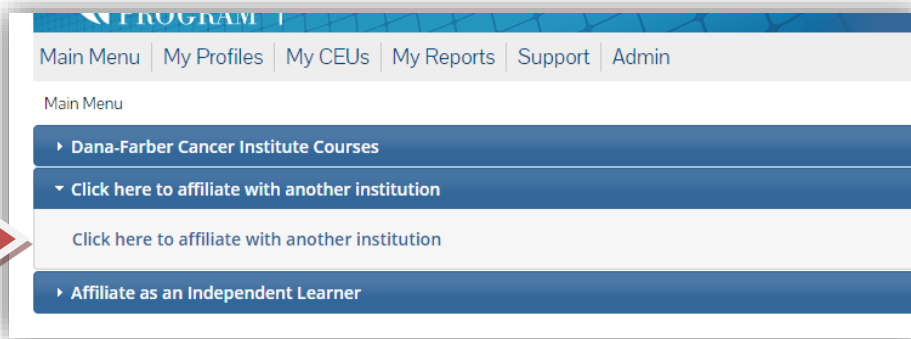 PROGRAM
Main Menu My Profiles My CEUs My Reports Support Admin
Main Menu
Dana-Farber Cancer Institute Courses
Click here to affiliate with another institution
Click here to affiliate with another institution
Affiliate as an Independent Learner